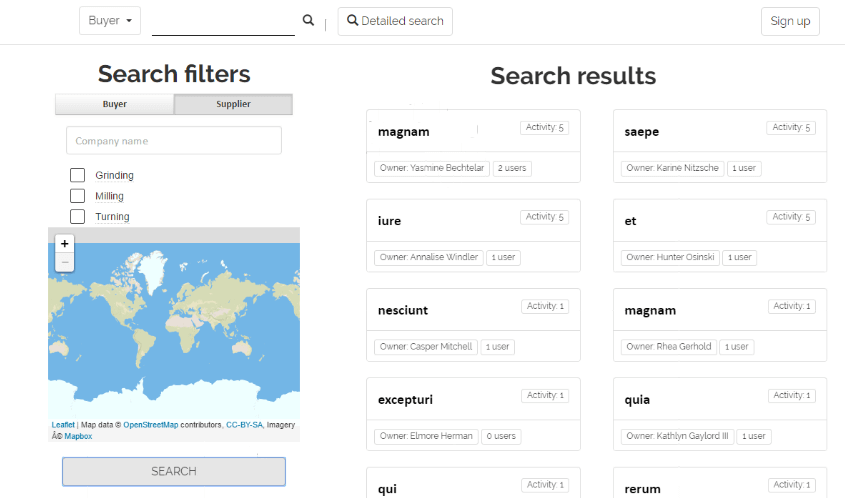 Buyer
Detailed search
Sign up
Search filters
Buyer Supplier
Company name
Grinding
Milling
Turning
+
−
Leaflet | Map data © OpenStreetMap contributors, CC-BY-SA, Imagery
Â© Mapbox
SEARCH
Search results
magnam Activity: 5
Owner: Yasmine Bechtelar 2 users
saepe Activity: 5
Owner: Karine Nitzsche 1 user
iure Activity: 5
Owner: Annalise Windler 1 user
et Activity: 5
Owner: Hunter Osinski 1 user
nesciunt Activity: 1
Owner: Casper Mitchell 1 user
magnam Activity: 1
Owner: Rhea Gerhold 1 user
excepturi Activity: 1
Owner: Elmore Herman 0 users
quia Activity: 1
Owner: Kathlyn Gaylord III 1 user
qui Activity: 1
rerum Activity: 1